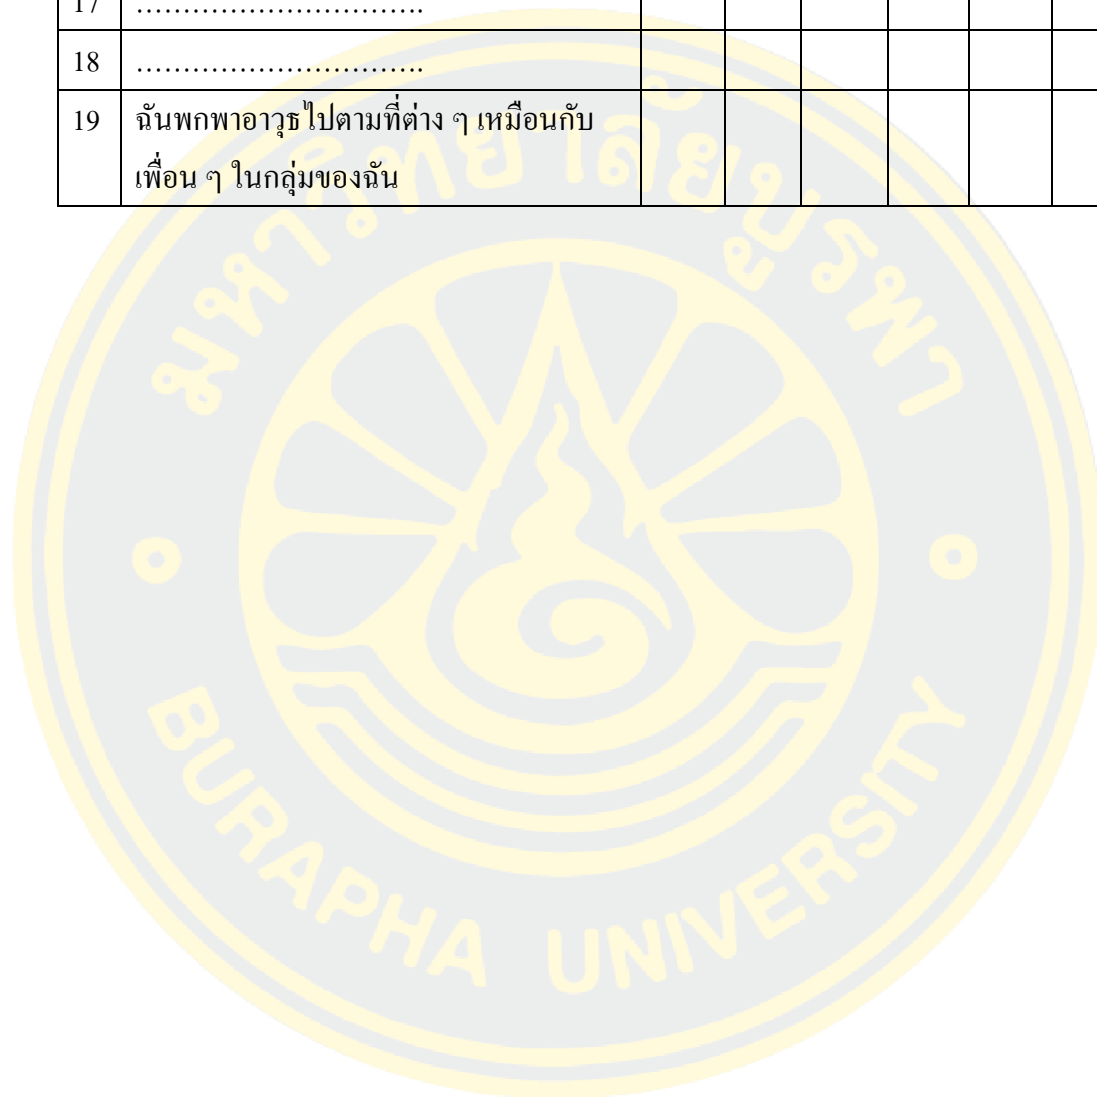 17 …………………………….
18 …………………………….
19 ฉันพกพาอาวุธไปตามที่ต่าง ๆ เหมือนกับ
เพื่อน ๆ ในกลุ่มของฉัน
มหาวิทยาลัยบูรพา
BURAPHA UNIVERSITY